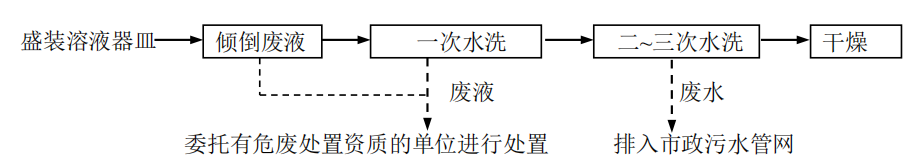 盛装溶液器皿 倾倒废液 一次水洗 二~三次水洗 干燥
废液 废水
委托有危废处置资质的单位进行处置 排入市政污水管网